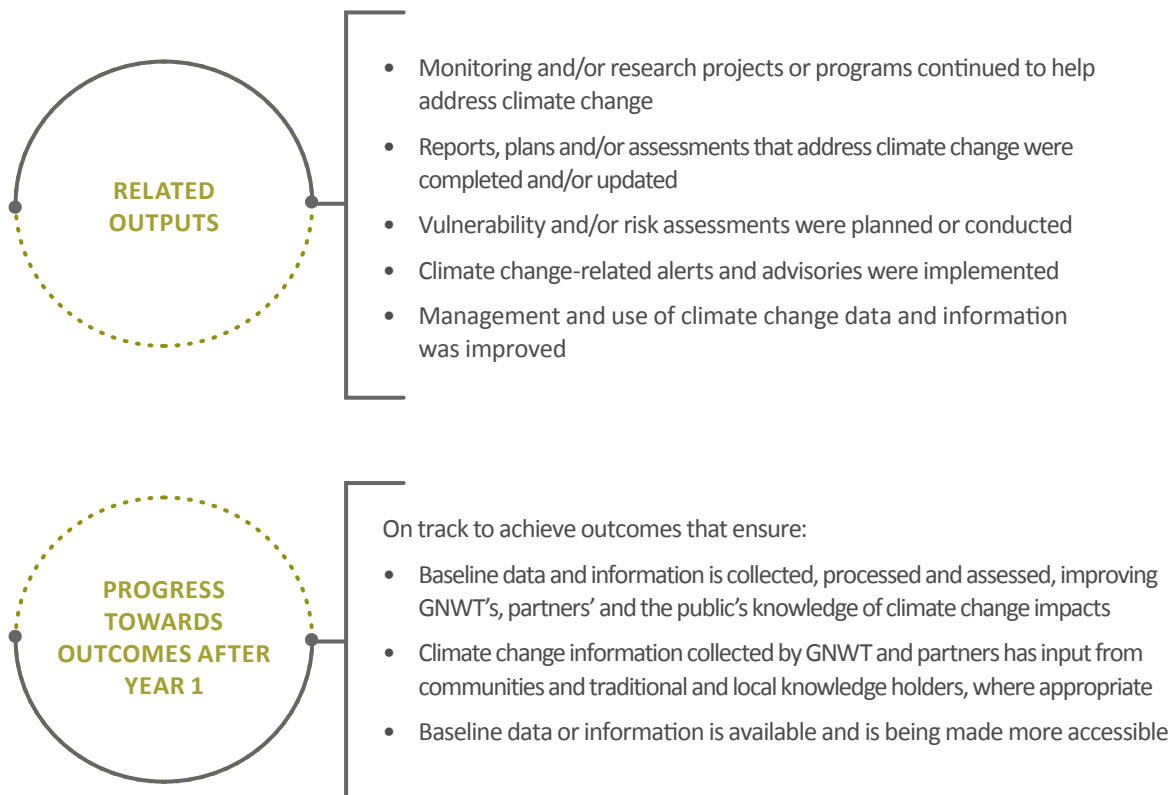 RELATED
OUTPUTS
• Monitoring and/or research projects or programs continued to help
address climate change
• Reports, plans and/or assessments that address climate change were
completed and/or updated
• Vulnerability and/or risk assessments were planned or conducted
• Climate change-related alerts and advisories were implemented
• Management and use of climate change data and information
was improved
PROGRESS
TOWARDS
OUTCOMES AFTER
YEAR 1
On track to achieve outcomes that ensure:
• Baseline data and information is collected, processed and assessed, improving
GNWT's, partners' and the public's knowledge of climate change impacts
• Climate change information collected by GNWT and partners has input from
communities and traditional and local knowledge holders, where appropriate
• Baseline data or information is available and is being made more accessible